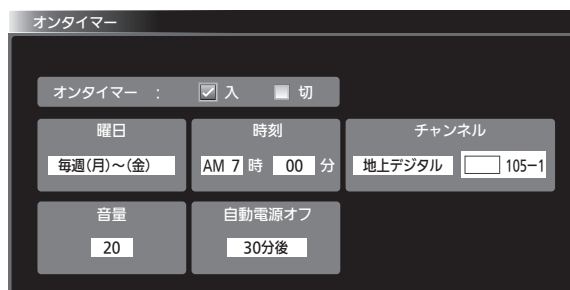 オンタイマー
オンタイマー : 入 切
曜日 時刻 チャンネル
毎週(月)～(金) AM 7 時 00 分 地上デジタル 105-1
音量 自動電源オフ
20 30分後